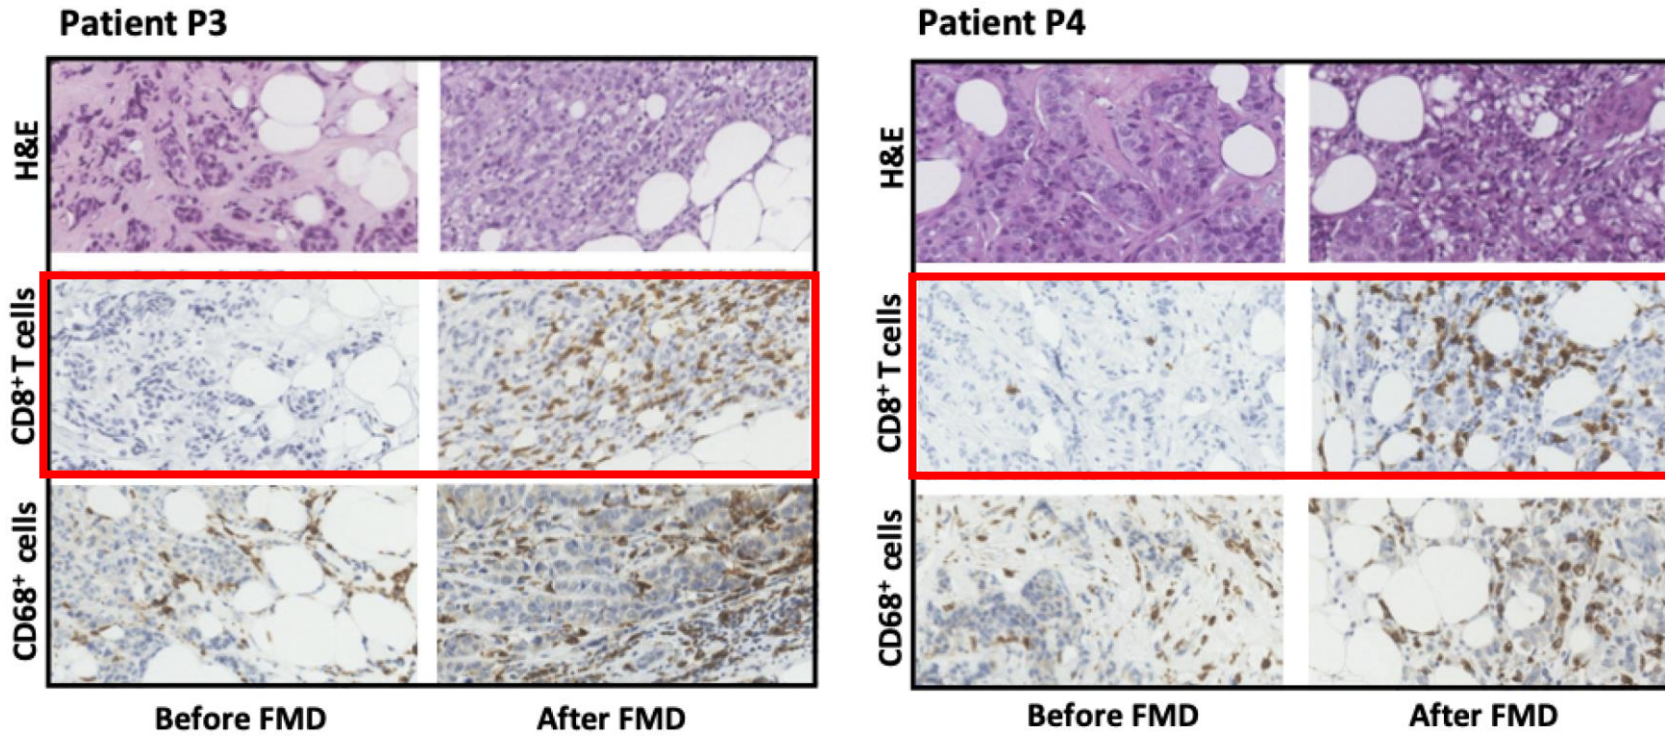 Patient P3
H&E
CD8⁺ T cells
CD68⁺ cells
Before FMD
After FMD
Patient P4
H&E
CD8⁺ T cells
CD68⁺ cells
Before FMD
After FMD